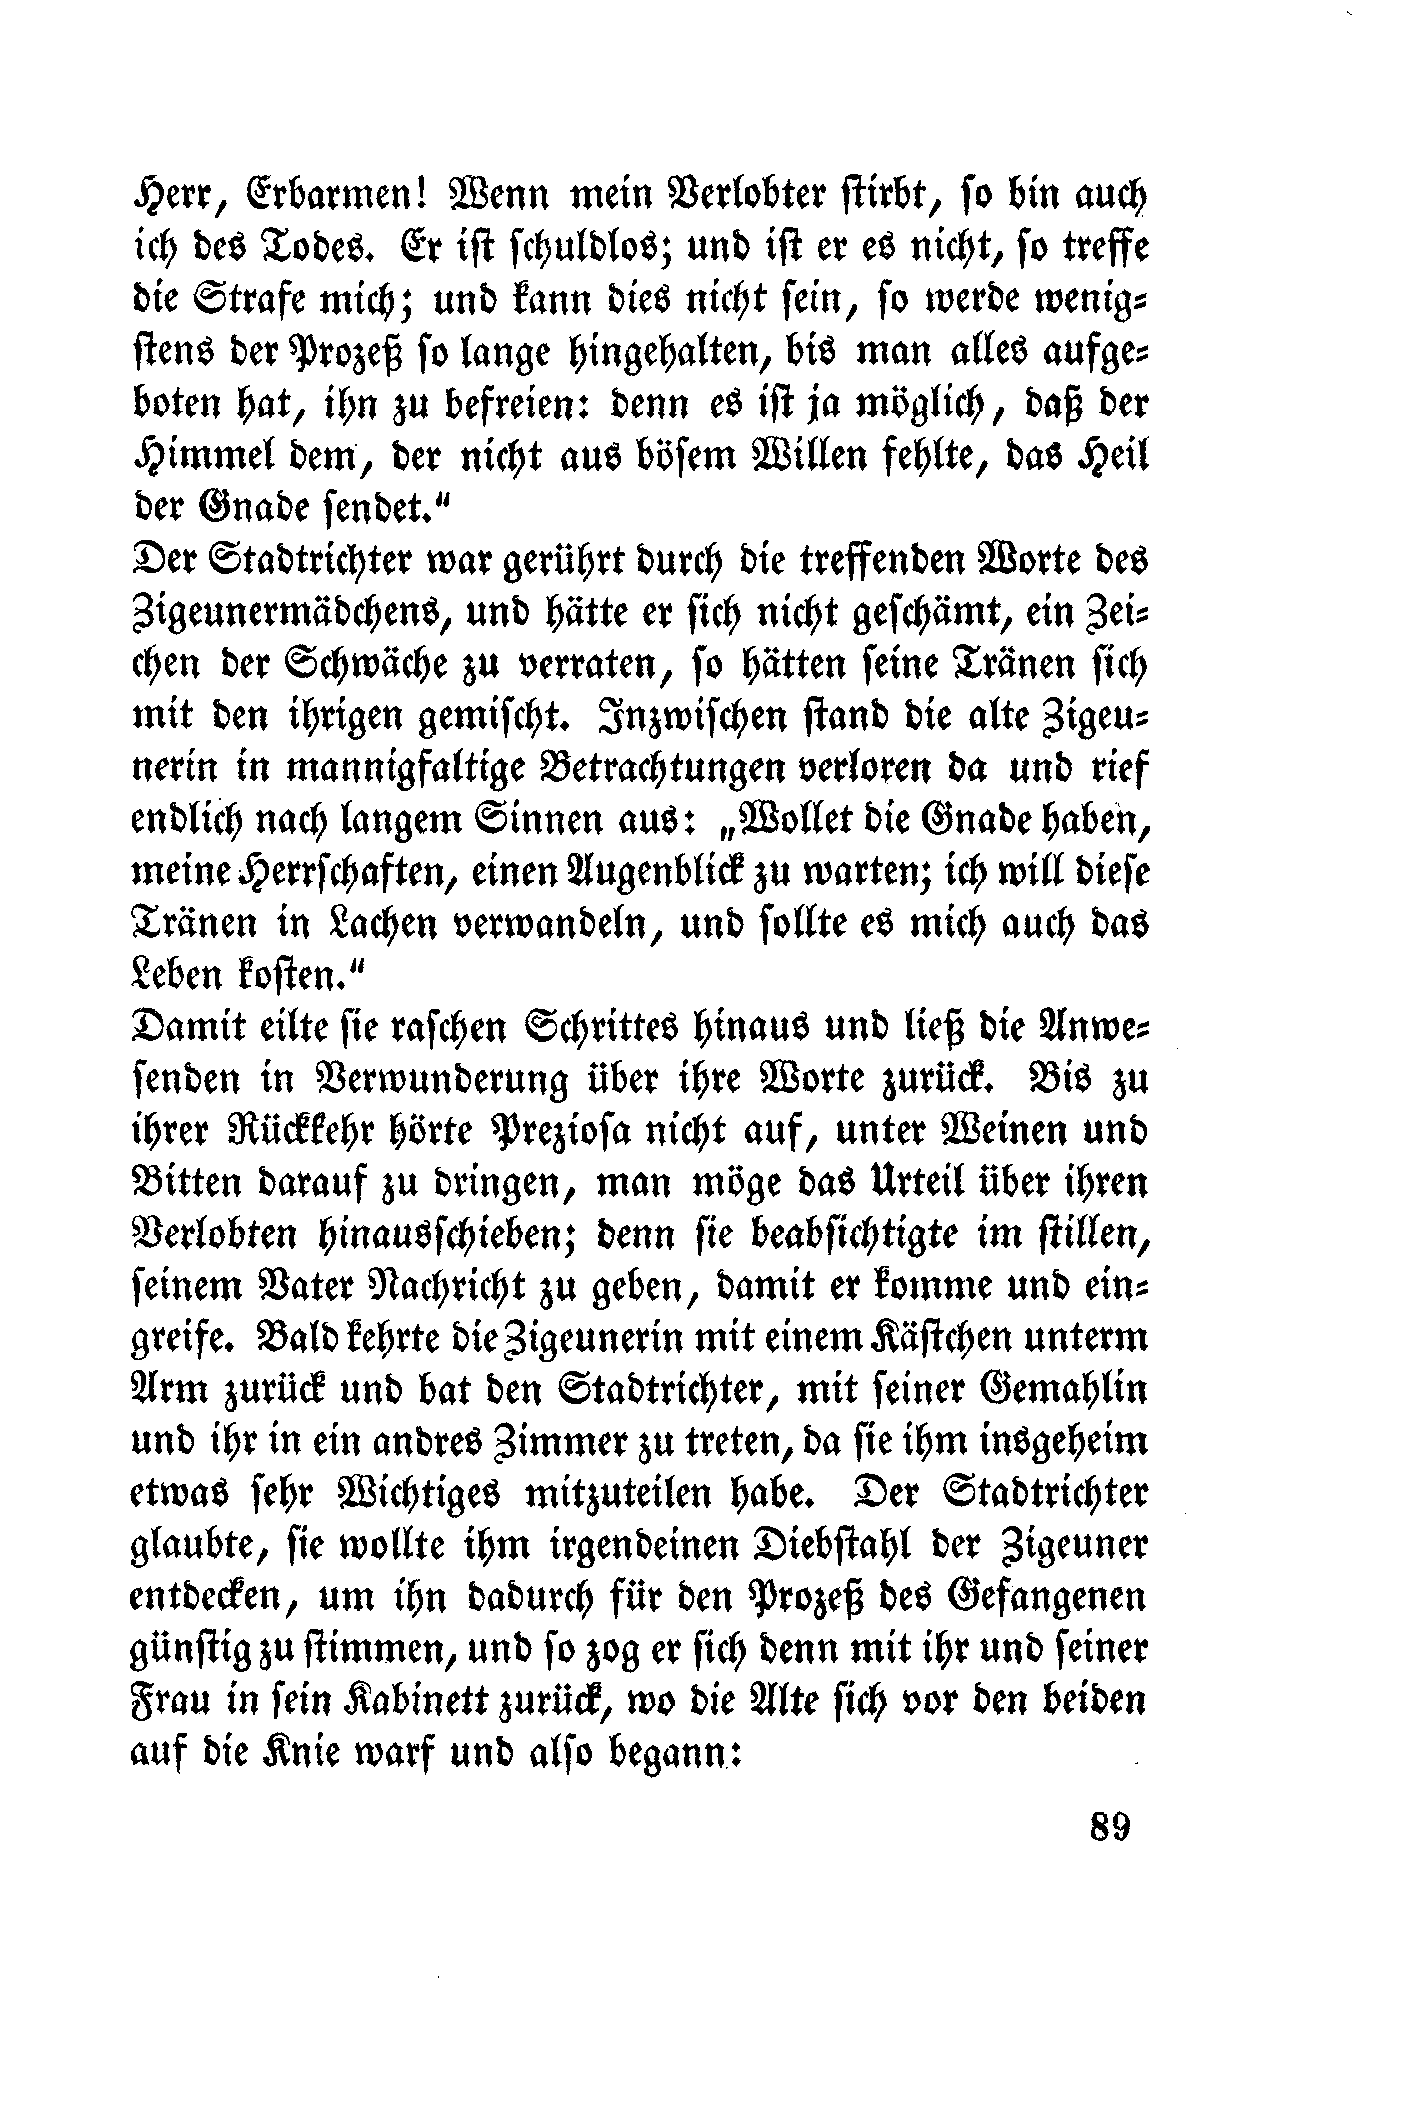 Herr, Erbarmen! Wenn mein Verlobter stirbt, so bin auch
ich des Todes. Er ist schuldlos; und ist er es nicht, so treffe
die Strafe mich; und kann dies nicht sein, so werde wenig-
stens der Prozeß so lange hingehalten, bis man alles aufge-
boten hat, ihn zu befreien: denn es ist ja möglich, daß der
Himmel dem, der nicht aus bösem Willen fehlte, das Heil
der Gnade sendet.“
Der Stadtrichter war gerührt durch die treffenden Worte des
Zigeunermädchens, und hätte er sich nicht geschämt, ein Zei-
chen der Schwäche zu verraten, so hätten seine Tränen sich
mit den ihrigen gemischt. Inzwischen stand die alte Zigeu-
nerin in mannigfaltige Betrachtungen verloren da und rief
endlich nach langem Sinnen aus: „Wollet die Gnade haben,
meine Herrschaften, einen Augenblick zu warten; ich will diese
Tränen in Lachen verwandeln, und sollte es mich auch das
Leben kosten.“
Damit eilte sie raschen Schrittes hinaus und ließ die Anwe-
senden in Verwunderung über ihre Worte zurück. Bis zu
ihrer Rückkehr hörte Preziosa nicht auf, unter Weinen und
Bitten darauf zu dringen, man möge das Urteil über ihren
Verlobten hinausschieben; denn sie beabsichtigte im stillen,
seinem Vater Nachricht zu geben, damit er komme und ein-
greife. Bald kehrte die Zigeunerin mit einem Kästchen unterm
Arm zurück und bat den Stadtrichter, mit seiner Gemahlin
und ihr in ein andres Zimmer zu treten, da sie ihm insgeheim
etwas sehr Wichtiges mitzuteilen habe. Der Stadtrichter
glaubte, sie wollte ihm irgendeinen Diebstahl der Zigeuner
entdecken, um ihn dadurch für den Prozeß des Gefangenen
günstig zu stimmen, und so zog er sich denn mit ihr und seiner
Frau in sein Kabinett zurück, wo die Alte sich vor den beiden
auf die Knie warf und also begann:
89